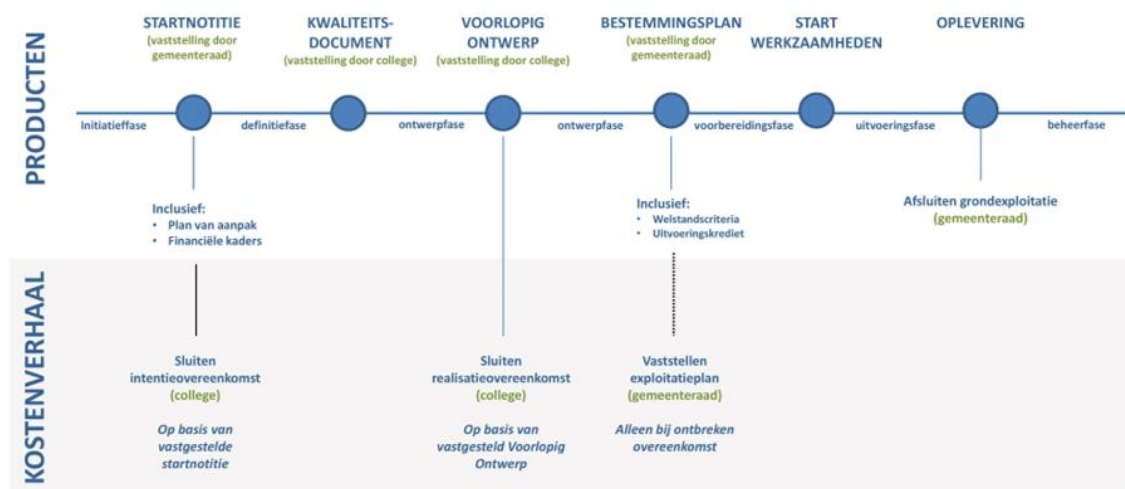 PRODUCTEN
STARTNOTITIE
(vaststelling door
gemeenteraad)
KWALITEITS-
DOCUMENT
(vaststelling door college)
VOORLOPIG
ONTWERP
(vaststelling door college)
BESTEMMINGSPLAN
(vaststelling door
gemeenteraad)
START
WERKZAAMHEDEN
OPLEVERING
Initiatieffase
definitiefase
ontwerpfase
ontwerpfase
voorbereidingsfase
uitvoeringsfase
beheerfase
Inclusief:
• Plan van aanpak
• Financiële kaders
Inclusief:
• Welstandscriteria
• Uitvoeringskrediet
Afsluiten grondexploitatie
(gemeenteraad)
KOSTENVERHAAL
Sluiten
intentieovereenkomst
(college)
Op basis van
vastgestelde
startnotitie
Sluiten
realisatieovereenkomst
(college)
Op basis van
vastgesteld Voorlopig
Ontwerp
Vaststellen
exploitatieplan
(gemeenteraad)
Alleen bij ontbreken
overeenkomst